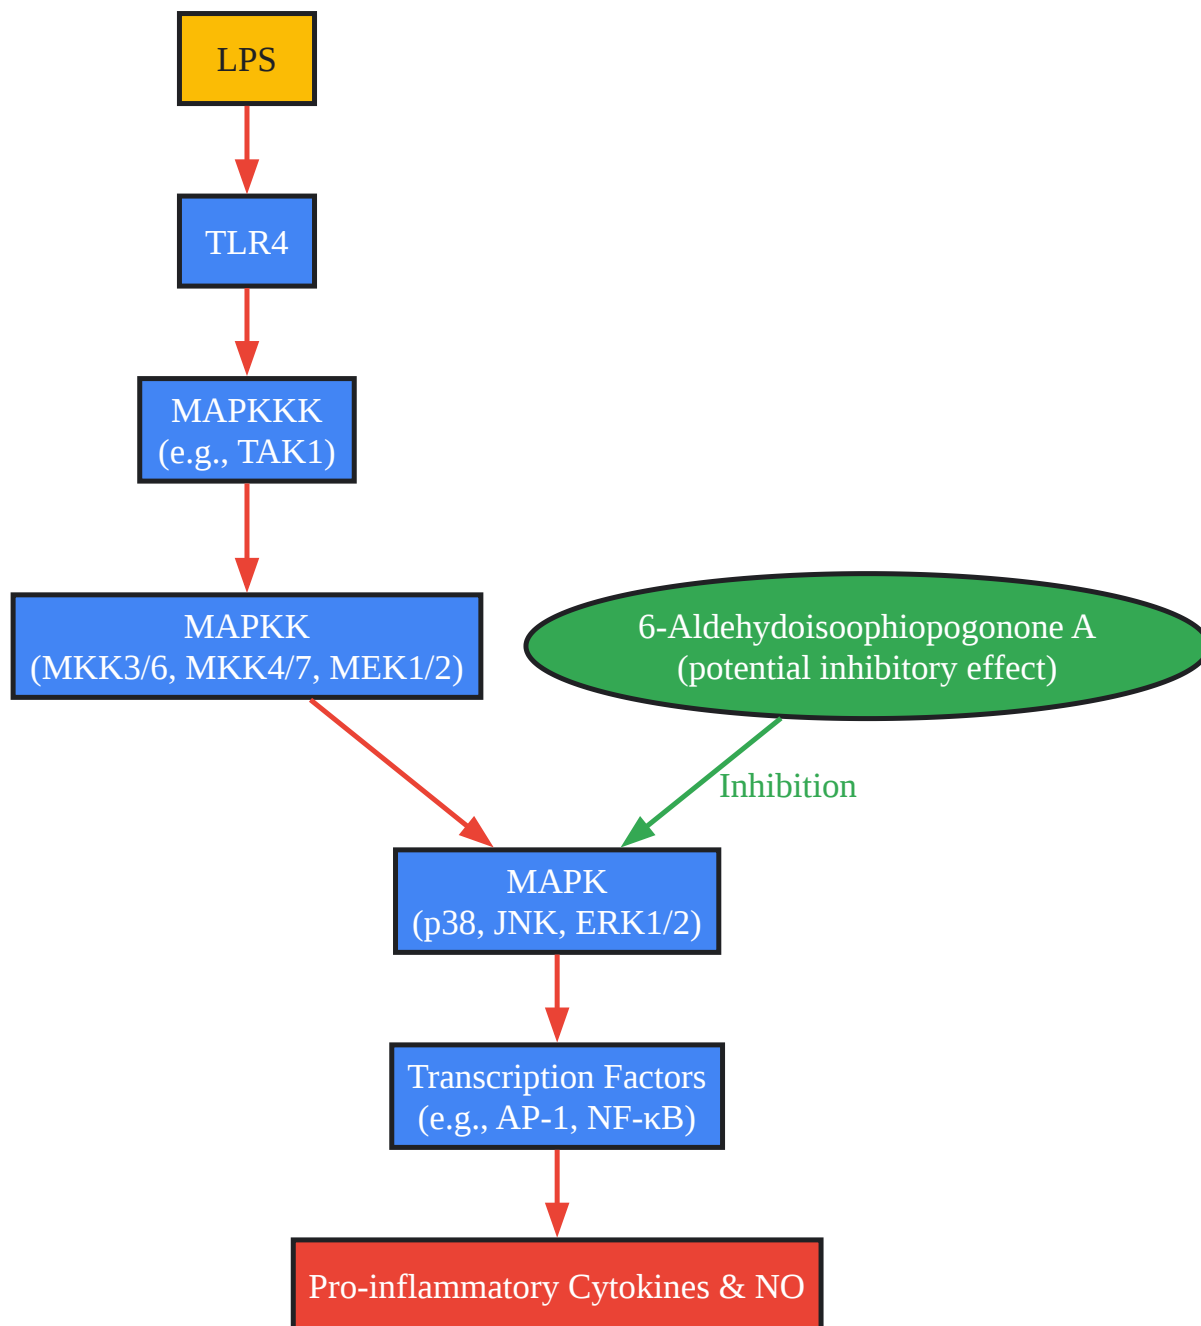 LPS
TLR4
MAPKKK
(e.g., TAK1)
MAPKK
(MKK3/6, MKK4/7, MEK1/2)
6-Aldehydoisoophiopogonone A
(potential inhibitory effect)
Inhibition
MAPK
(p38, JNK, ERK1/2)
Transcription Factors
(e.g., AP-1, NF-κB)
Pro-inflammatory Cytokines & NO